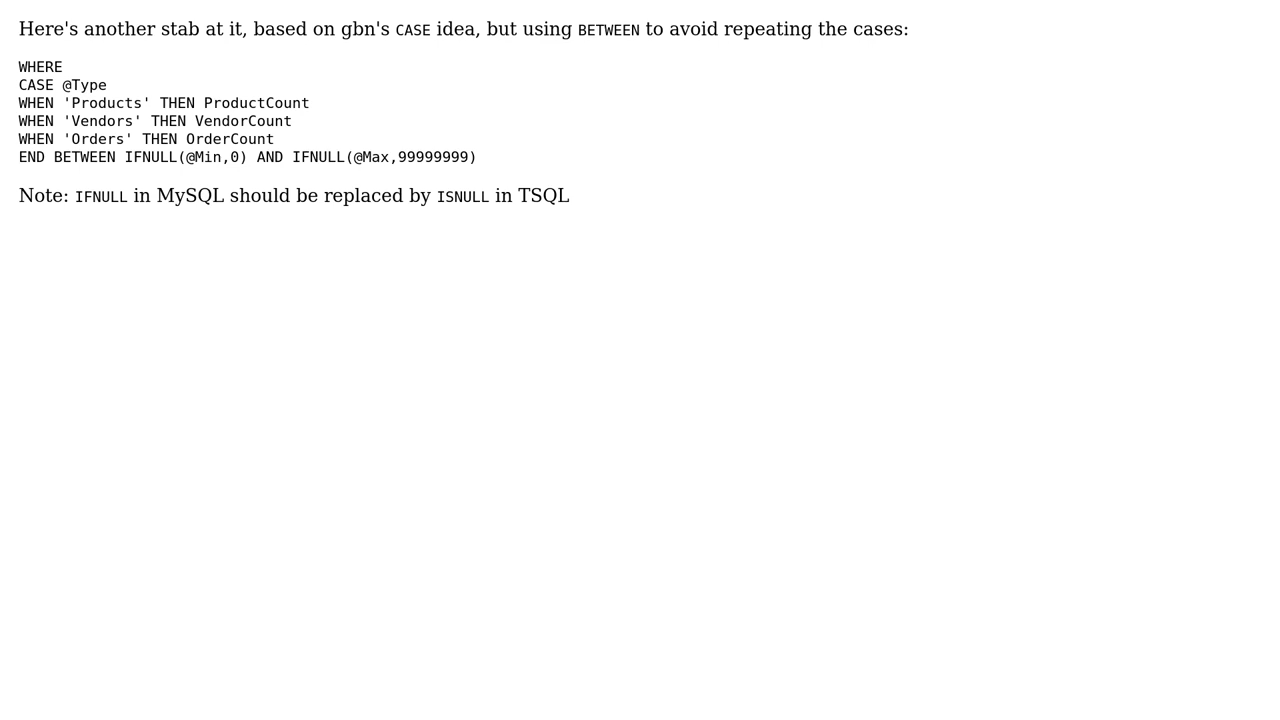 Here's another stab at it, based on gbn's CASE idea, but using BETWEEN to avoid repeating the cases:
WHERE
CASE @Type
WHEN 'Products' THEN ProductCount
WHEN 'Vendors' THEN VendorCount
WHEN 'Orders' THEN OrderCount
END BETWEEN IFNULL(@Min,0) AND IFNULL(@Max,99999999)
Note: IFNULL in MySQL should be replaced by ISNULL in TSQL